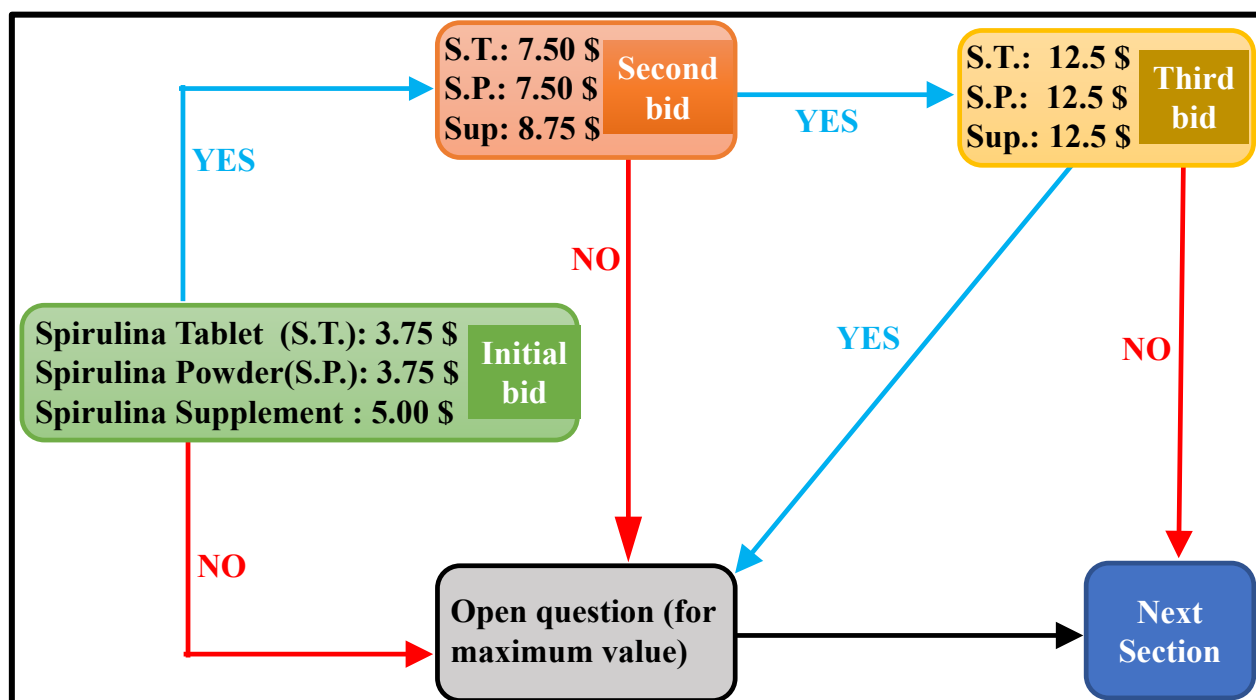 S.T.: 7.50 $
S.P.: 7.50 $
Sup: 8.75 $
Second
bid
YES
S.T.: 12.5 $
S.P.: 12.5 $
Sup.: 12.5 $
Third
bid
YES
NO
Spirulina Tablet (S.T.): 3.75 $
Spirulina Powder(S.P.): 3.75 $
Spirulina Supplement : 5.00 $
Initial
bid
YES
NO
NO
Open question (for
maximum value)
Next
Section